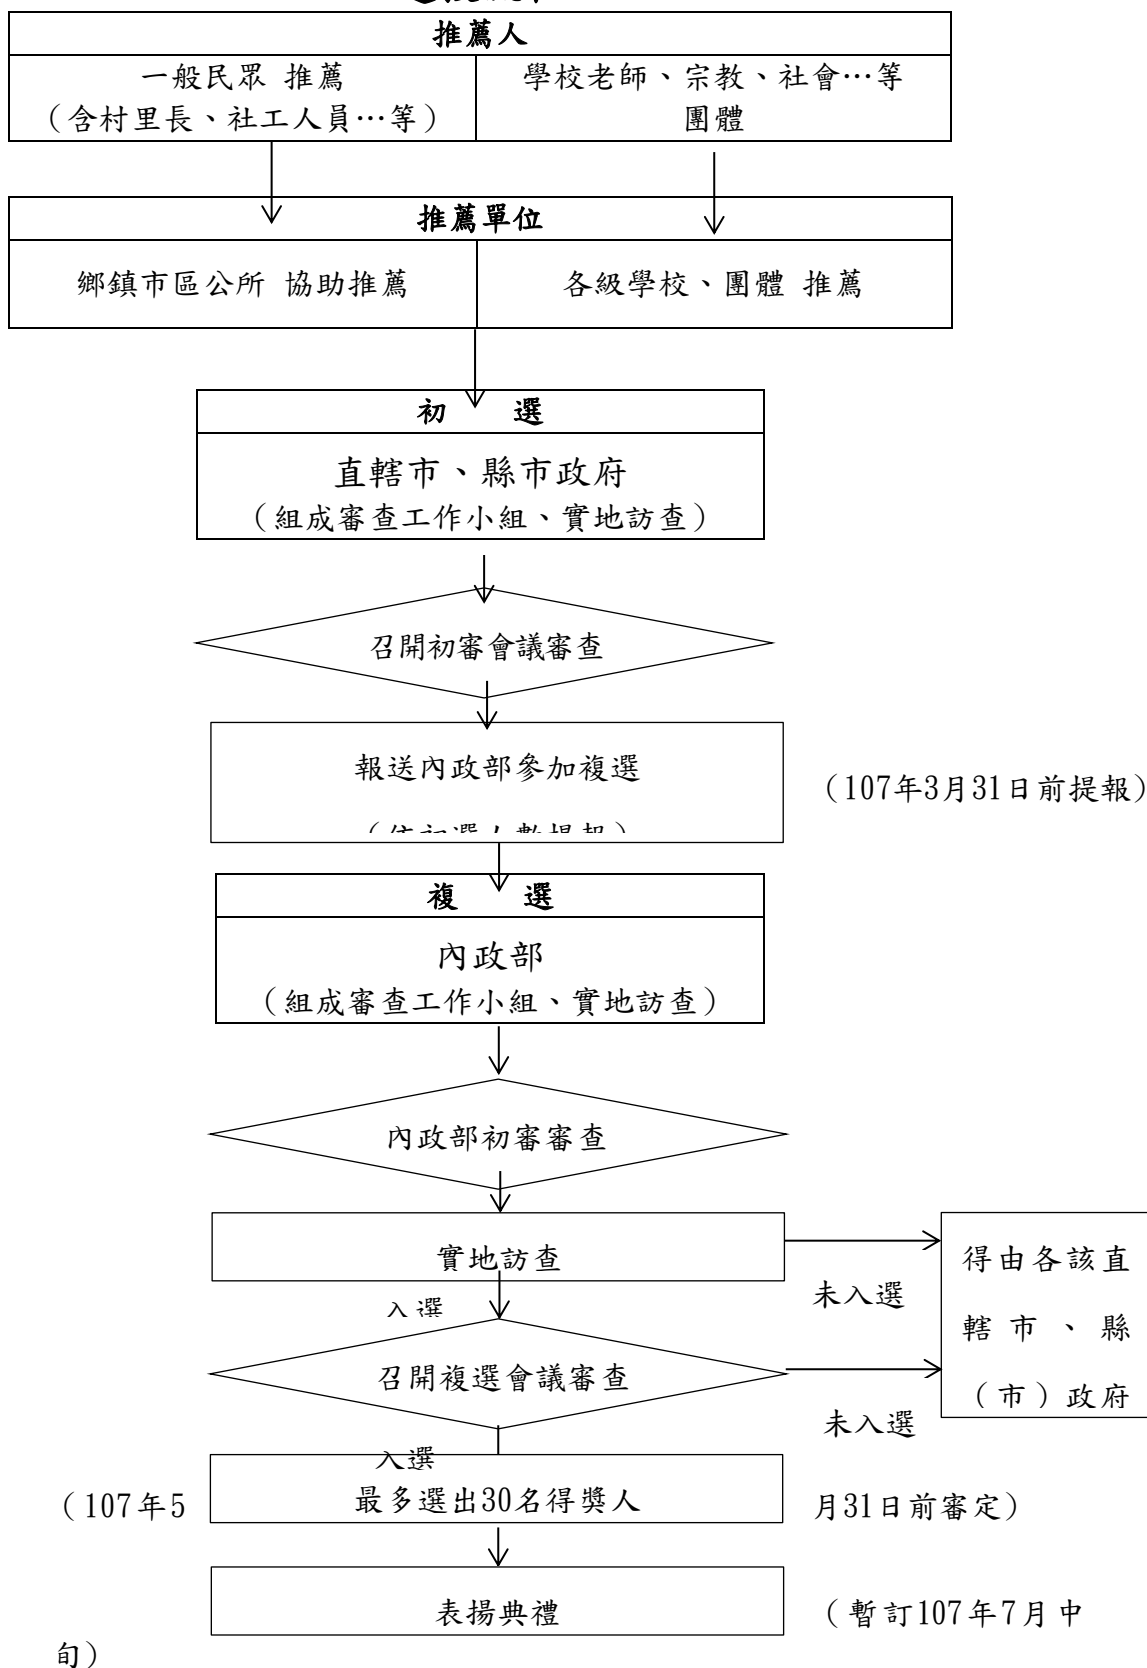 推薦人
一般民眾 推薦
（含村里長、社工人員…等）
學校老師、宗教、社會…等
團體
推薦單位
鄉鎮市區公所 協助推薦
各級學校、團體 推薦
初 選
直轄市、縣市政府
（組成審查工作小組、實地訪查）
召開初審會議審查
報送內政部參加複選
（107年3月31日前提報）
複 選
內政部
（組成審查工作小組、實地訪查）
內政部初審審查
實地訪查
得由各該直
轄市、縣
（市）政府
未入選
入選
召開複選會議審查
未入選
入選
（107年5
最多選出30名得獎人
月31日前審定）
表揚典禮
（暫訂107年7月中
旬）